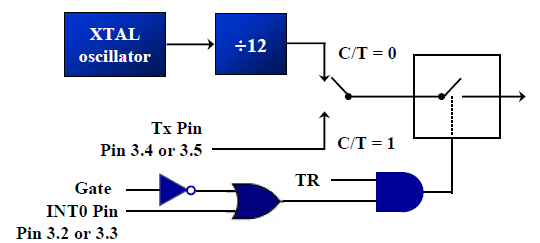 XTAL
oscillator
÷12
C/T = 0
Tx Pin
Pin 3.4 or 3.5
C/T = 1
TR
Gate
INT0 Pin
Pin 3.2 or 3.3